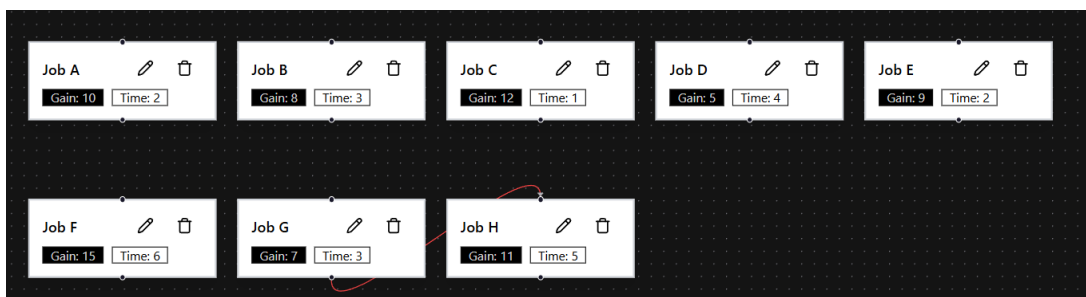 Job A
Gain: 10 Time: 2
Job B
Gain: 8 Time: 3
Job C
Gain: 12 Time: 1
Job D
Gain: 5 Time: 4
Job E
Gain: 9 Time: 2
Job F
Gain: 15 Time: 6
Job G
Gain: 7 Time: 3
Job H
Gain: 11 Time: 5